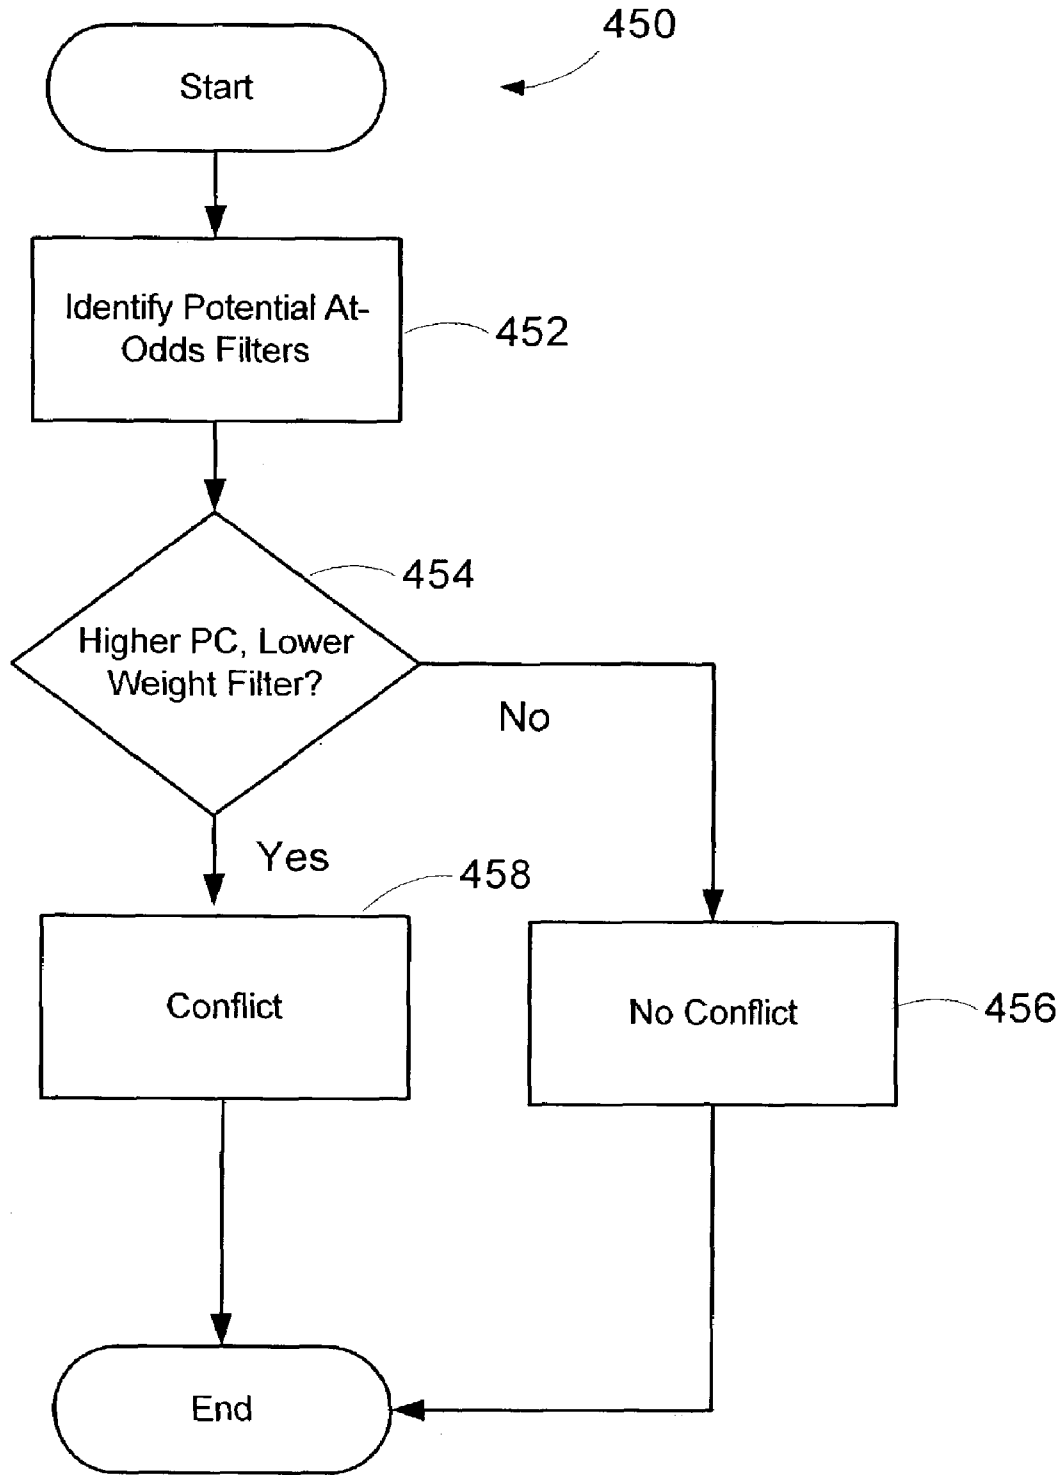 450
Start
Identify Potential At-
Odds Filters
452
454
Higher PC, Lower
Weight Filter?
No
Yes
458
Conflict
No Conflict
456
End